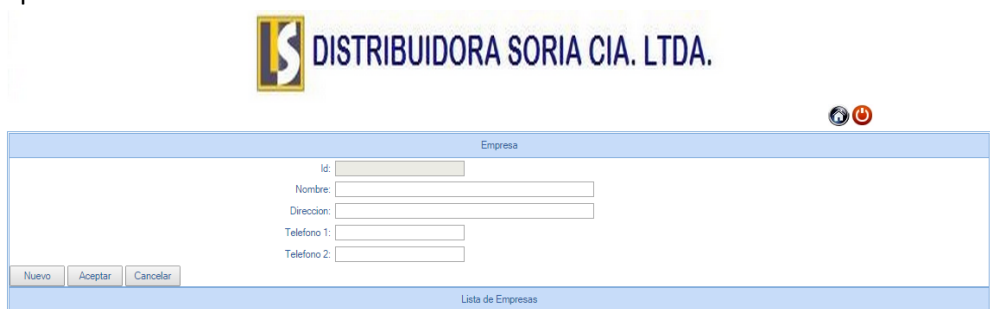 DISTRIBUIDORA SORIA CIA. LTDA.
Empresa
Id:
Nombre:
Direccion:
Telefono 1:
Telefono 2:
Nuevo Aceptar Cancelar
Lista de Empresas